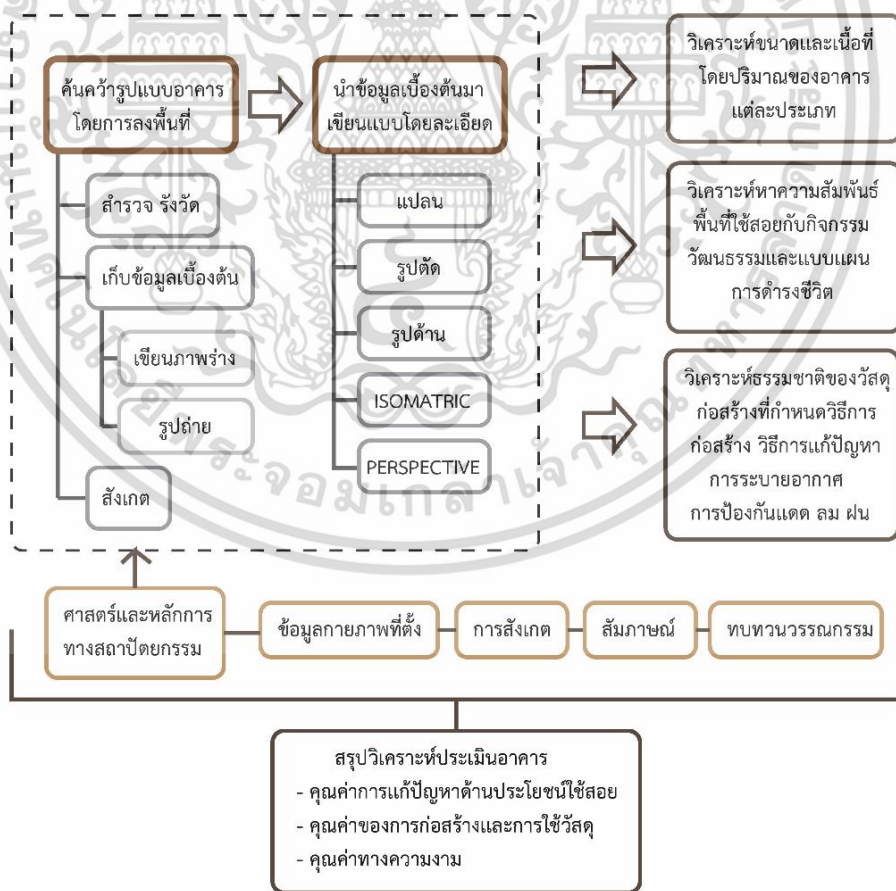 ค้นคว้ารูปแบบอาคาร
โดยการลงพื้นที่
นำข้อมูลเบื้องต้นมา
เขียนแบบโดยละเอียด
สำรวจ รังวัด
เก็บข้อมูลเบื้องต้น
เขียนภาพร่าง
รูปถ่าย
สังเกต
แปลน
รูปตัด
รูปด้าน
ISOMATRIC
PERSPECTIVE
วิเคราะห์ขนาดและเนื้อที่
โดยปริมาณของอาคาร
แต่ละประเภท
วิเคราะห์หาความสัมพันธ์
พื้นที่ใช้สอยกับกิจกรรม
วัฒนธรรมและแบบแผน
การดำรงชีวิต
วิเคราะห์ธรรมชาติของวัสดุ
ก่อสร้างที่กำหนดวิธีการ
ก่อสร้าง วิธีการแก้ปัญหา
การระบายอากาศ
การป้องกันแดด ลม ฝน
ศาสตร์และหลักการ
ทางสถาปัตยกรรม
ข้อมูลกายภาพที่ตั้ง
การสังเกต
สัมภาษณ์
ทบทวนวรรณกรรม
สรุปวิเคราะห์ประเมินอาคาร
- คุณค่าการแก้ปัญหาด้านประโยชน์ใช้สอย
- คุณค่าของการก่อสร้างและการใช้วัสดุ
- คุณค่าทางความงาม